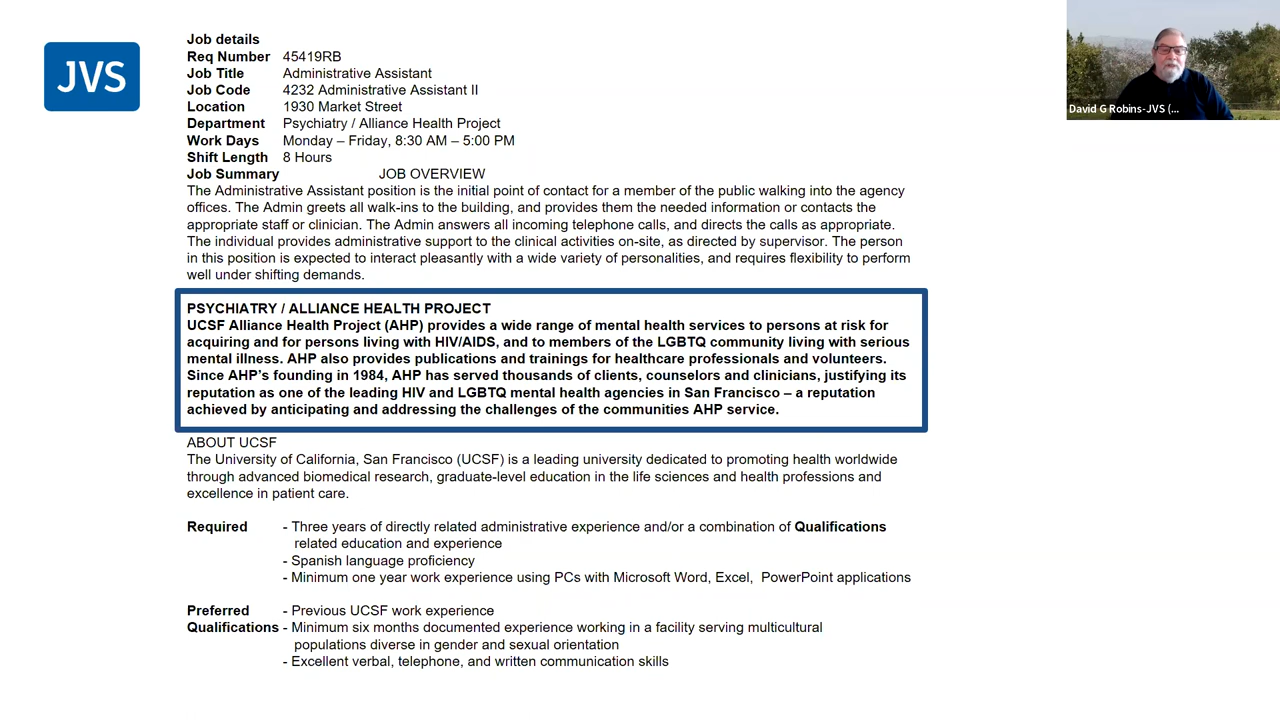 JVS
Job details
Req Number 45419RB
Job Title Administrative Assistant
Job Code 4232 Administrative Assistant II
Location 1930 Market Street
Department Psychiatry / Alliance Health Project
Work Days Monday – Friday, 8:30 AM – 5:00 PM
Shift Length 8 Hours
Job Summary JOB OVERVIEW
The Administrative Assistant position is the initial point of contact for a member of the public walking into the agency
offices. The Admin greets all walk-ins to the building, and provides them the needed information or contacts the
appropriate staff or clinician. The Admin answers all incoming telephone calls, and directs the calls as appropriate.
The individual provides administrative support to the clinical activities on-site, as directed by supervisor. The person
in this position is expected to interact pleasantly with a wide variety of personalities, and requires flexibility to perform
well under shifting demands.
PSYCHIATRY / ALLIANCE HEALTH PROJECT
UCSF Alliance Health Project (AHP) provides a wide range of mental health services to persons at risk for
acquiring and for persons living with HIV/AIDS, and to members of the LGBTQ community living with serious
mental illness. AHP also provides publications and trainings for healthcare professionals and volunteers.
Since AHP’s founding in 1984, AHP has served thousands of clients, counselors and clinicians, justifying its
reputation as one of the leading HIV and LGBTQ mental health agencies in San Francisco – a reputation
achieved by anticipating and addressing the challenges of the communities AHP service.
ABOUT UCSF
The University of California, San Francisco (UCSF) is a leading university dedicated to promoting health worldwide
through advanced biomedical research, graduate-level education in the life sciences and health professions and
excellence in patient care.
Required - Three years of directly related administrative experience and/or a combination of Qualifications
related education and experience
- Spanish language proficiency
- Minimum one year work experience using PCs with Microsoft Word, Excel, PowerPoint applications
Preferred - Previous UCSF work experience
Qualifications - Minimum six months documented experience working in a facility serving multicultural
populations diverse in gender and sexual orientation
- Excellent verbal, telephone, and written communication skills
David G Robins-JVS (...